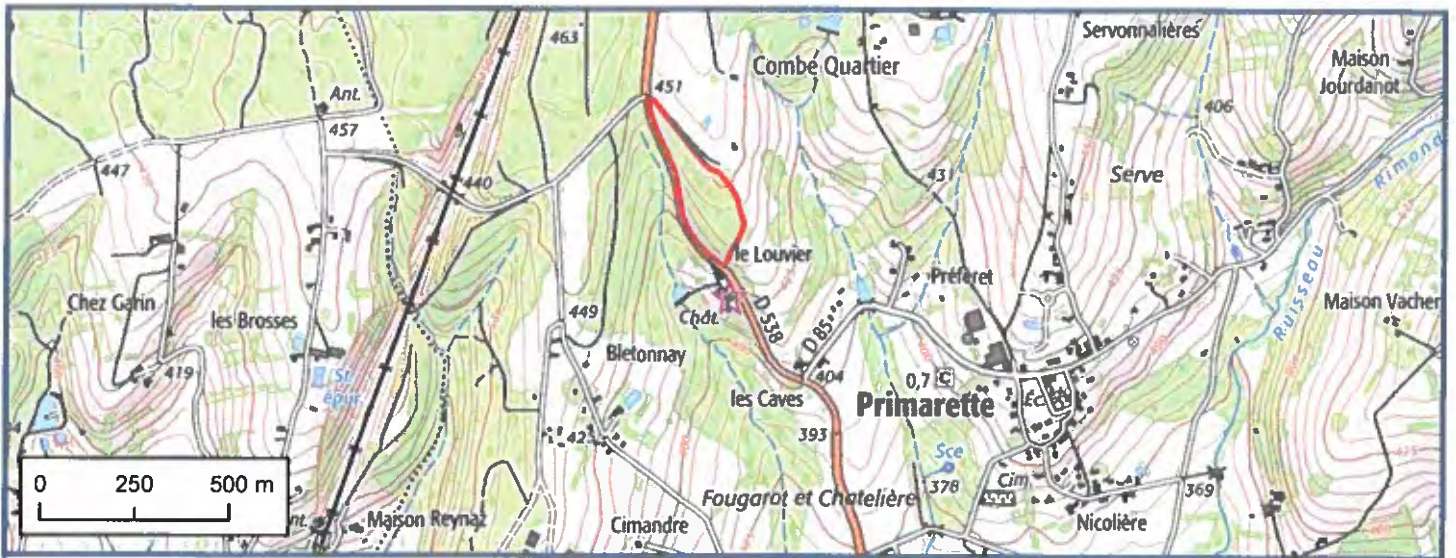 463
Servonnalières
Combe Quartier
Maison
Jourdanot
451
Ant.
457
406
447
440
431
Serve
Rimond
le Louvier
Préferet
Chez Garin
les Brosses
449
Chât.
D 538
D 85
Ruisseau
Maison Vacher
Bletonnay
419
St.
épur.
404
les Caves
0,7 C
Primarette
Éc.
393
Sce
378
Cim
369
0 250 500 m
Fougarot et Chatelière
Maison Reynaz
Cimandre
Nicolière